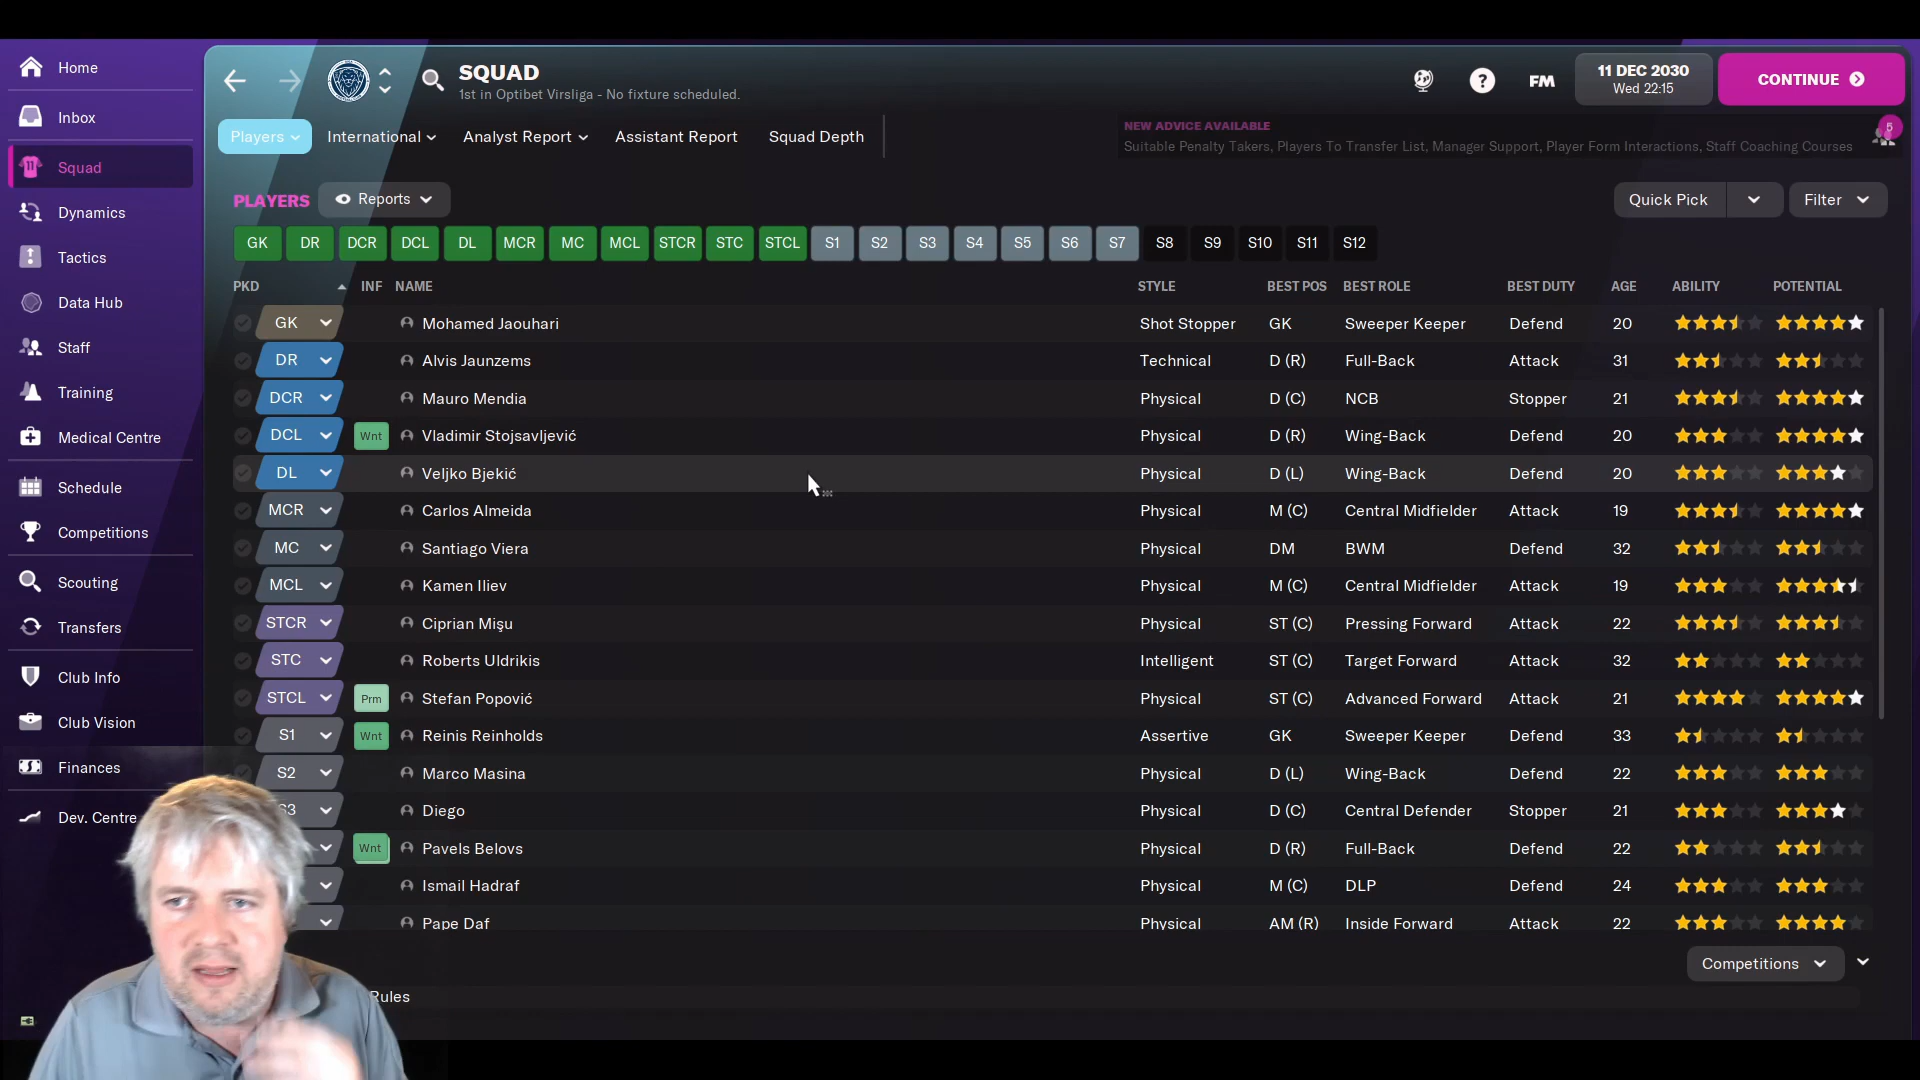 Home
Inbox
Squad
Dynamics
Tactics
Data Hub
Staff
Training
Medical Centre
Schedule
Competitions
Scouting
Transfers
Club Info
Club Vision
Finances
Dev. Centre
SQUAD
1st in Optibet Virsliga - No fixture scheduled.
? FM
11 DEC 2030
Wed 22:15
CONTINUE
Players International Analyst Report Assistant Report Squad Depth
NEW ADVICE AVAILABLE
Suitable Penalty Takers, Players To Transfer List, Manager Support, Player Form Interactions, Staff Coaching Courses
5
PLAYERS Reports Quick Pick Filter
GK DR DCR DCL DL MCR MC MCL STCR STC STCL S1 S2 S3 S4 S5 S6 S7 S8 S9 S10 S11 S12
PKD INF NAME STYLE BEST POS BEST ROLE BEST DUTY AGE ABILITY POTENTIAL
GK Mohamed Jaouhari Shot Stopper GK Sweeper Keeper Defend 20
DR Alvis Jaunzems Technical D (R) Full-Back Attack 31
DCR Mauro Mendia Physical D (C) NCB Stopper 21
DCL Wnt Vladimir Stojsavljević Physical D (R) Wing-Back Defend 20
DL Veljko Bjekić Physical D (L) Wing-Back Defend 20
MCR Carlos Almeida Physical M (C) Central Midfielder Attack 19
MC Santiago Viera Physical DM BWM Defend 32
MCL Kamen Iliev Physical M (C) Central Midfielder Attack 19
STCR Ciprian Mişu Physical ST (C) Pressing Forward Attack 22
STC Roberts Uldrikis Intelligent ST (C) Target Forward Attack 32
STCL Prm Stefan Popović Physical ST (C) Advanced Forward Attack 21
S1 Wnt Reinis Reinholds Assertive GK Sweeper Keeper Defend 33
S2 Marco Masina Physical D (L) Wing-Back Defend 22
S3 Diego Physical D (C) Central Defender Stopper 21
Wnt Pavels Belovs Physical D (R) Full-Back Defend 22
Ismail Hadraf Physical M (C) DLP Defend 24
Pape Daf Physical AM (R) Inside Forward Attack 22
Competitions
Rules